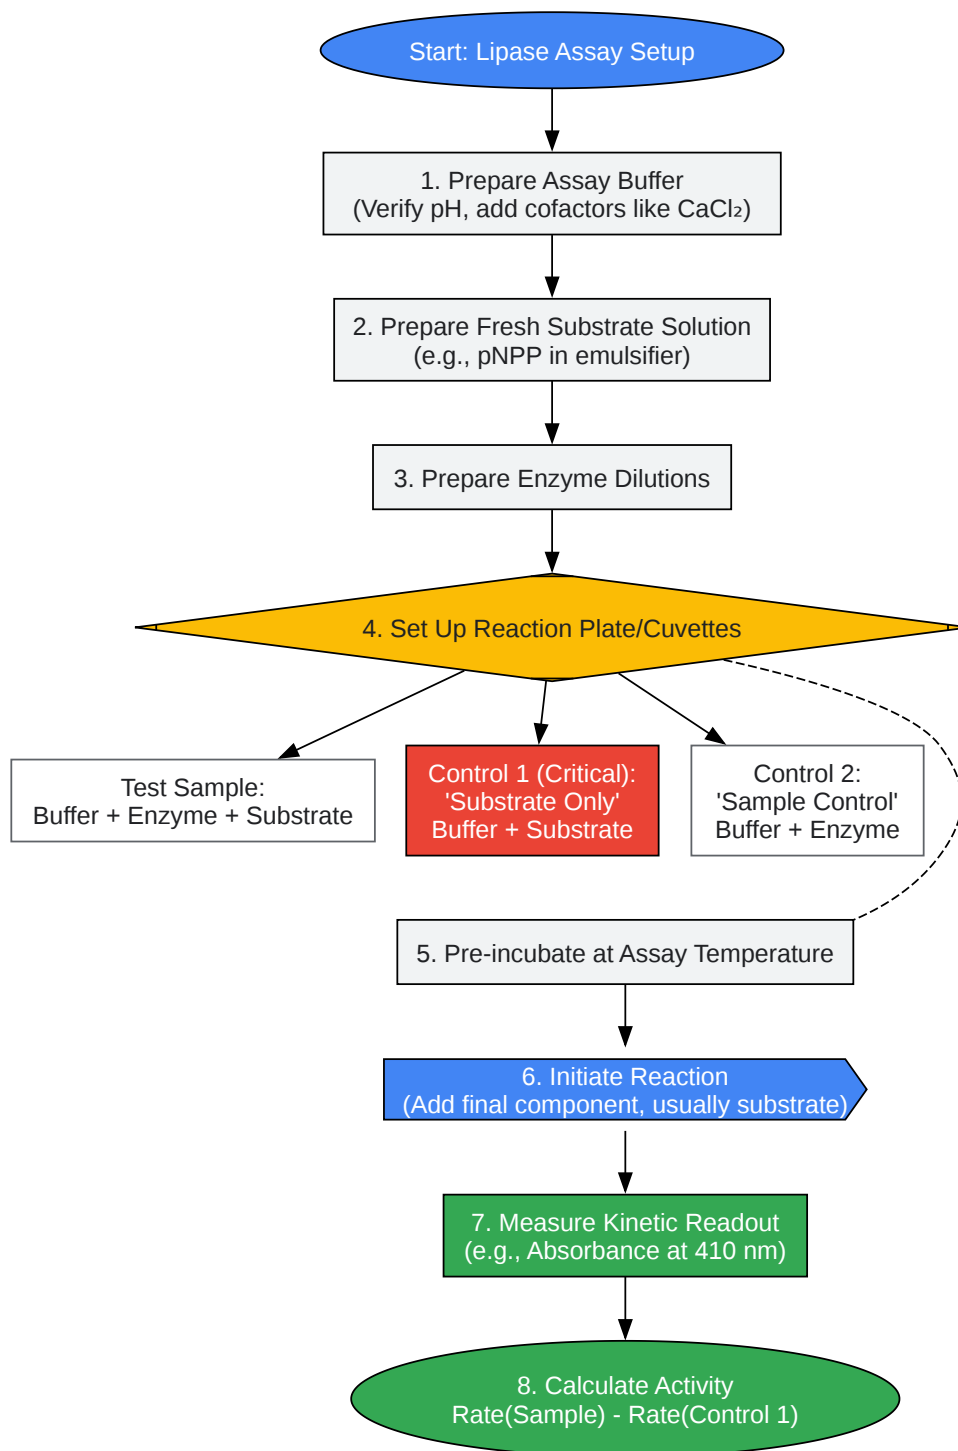 Start: Lipase Assay Setup
1. Prepare Assay Buffer
(Verify pH, add cofactors like CaCl₂)
2. Prepare Fresh Substrate Solution
(e.g., pNPP in emulsifier)
3. Prepare Enzyme Dilutions
4. Set Up Reaction Plate/Cuvettes
Test Sample:
Buffer + Enzyme + Substrate
Control 1 (Critical):
'Substrate Only'
Buffer + Substrate
Control 2:
'Sample Control'
Buffer + Enzyme
5. Pre-incubate at Assay Temperature
6. Initiate Reaction
(Add final component, usually substrate)
7. Measure Kinetic Readout
(e.g., Absorbance at 410 nm)
8. Calculate Activity
Rate(Sample) - Rate(Control 1)